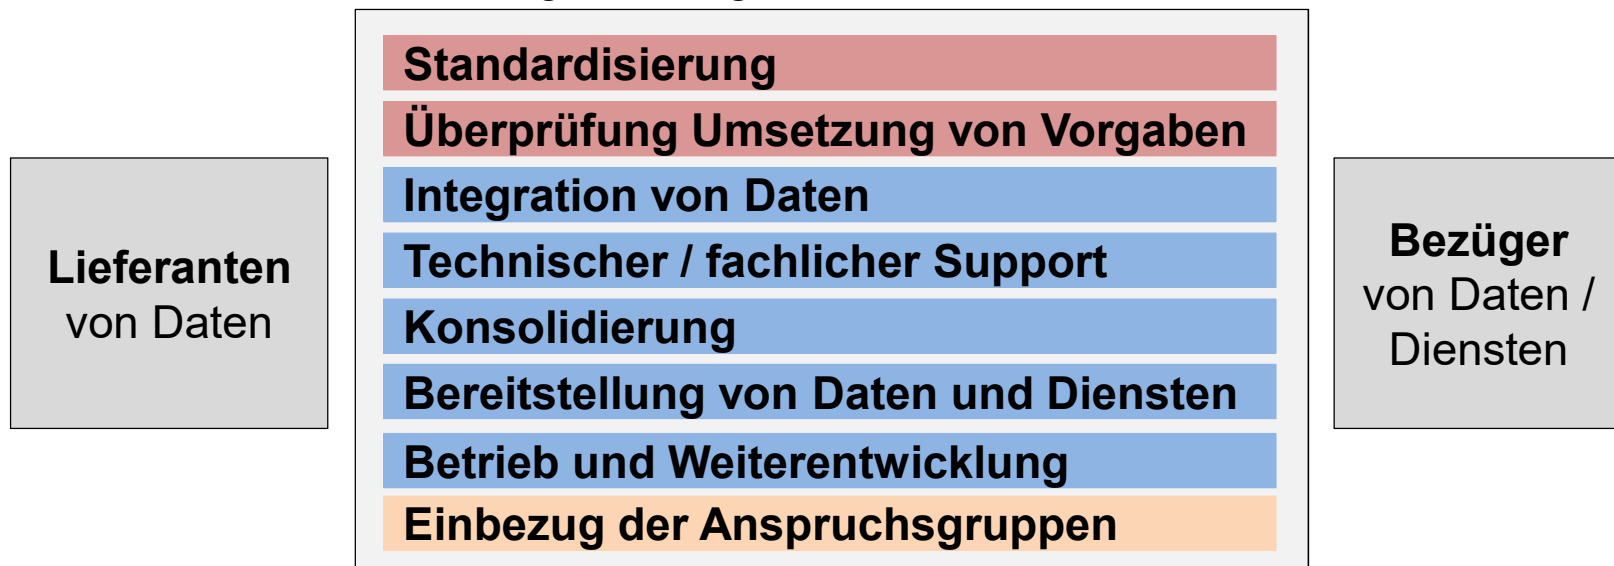 Lieferanten
von Daten
Standardisierung
Überprüfung Umsetzung von Vorgaben
Integration von Daten
Technischer / fachlicher Support
Konsolidierung
Bereitstellung von Daten und Diensten
Betrieb und Weiterentwicklung
Einbezug der Anspruchsgruppen
Bezüger
von Daten /
Diensten